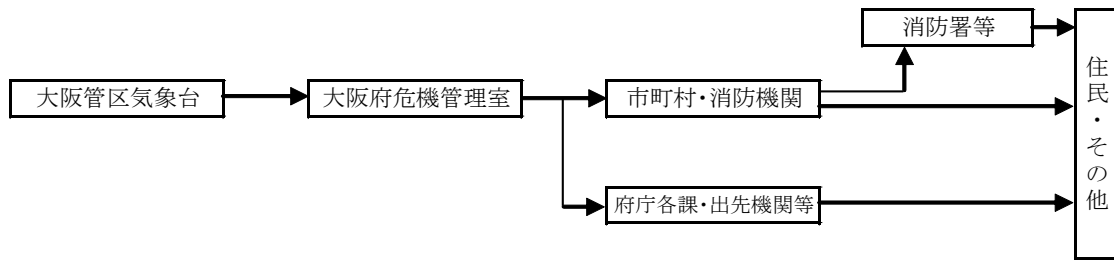 消防署等
大阪管区気象台
大阪府危機管理室
市町村・消防機関
府庁各課・出先機関等
住民・その他